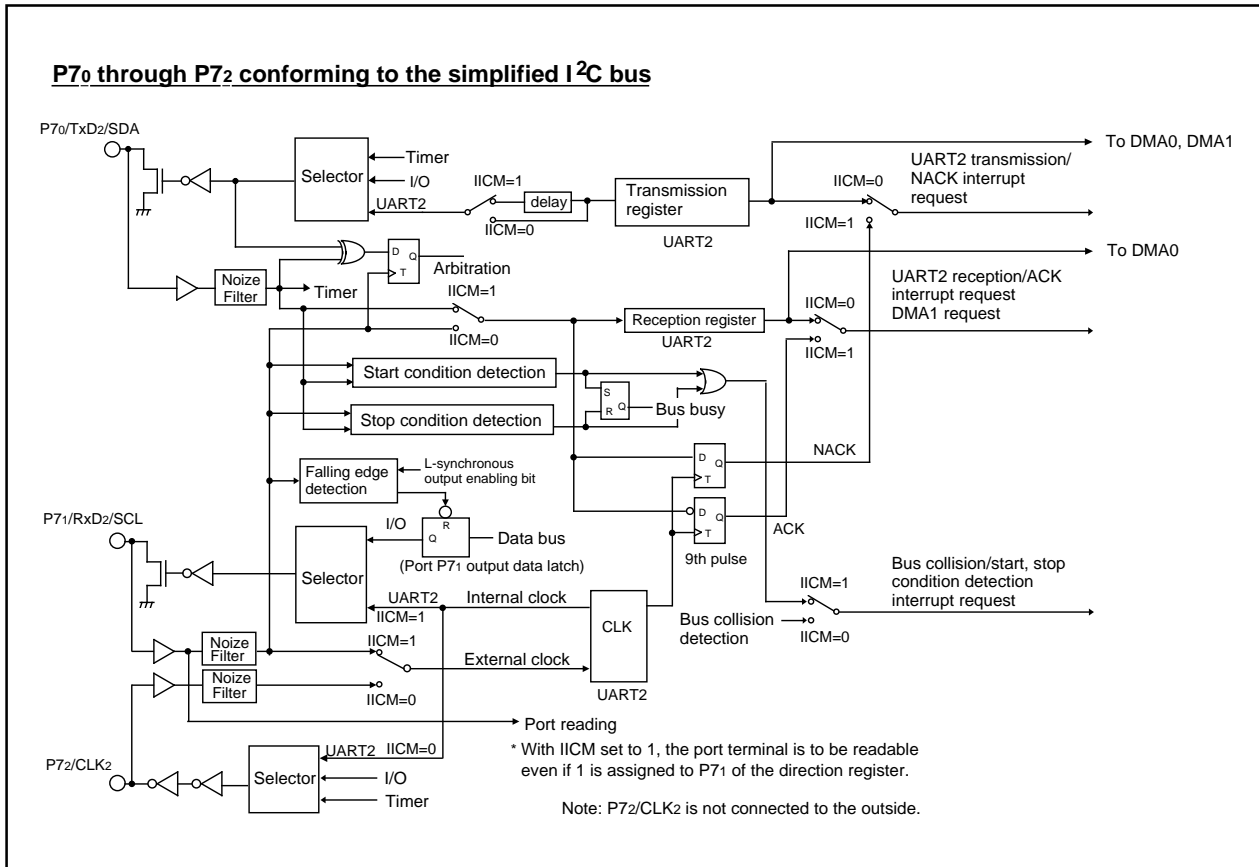 P70 through P72 conforming to the simplified I2C bus
P70/TxD2/SDA
Selector
Timer
I/O
UART2
IICM=1
delay
IICM=0
Transmission
register
UART2
To DMA0, DMA1
IICM=0
IICM=1
UART2 transmission/
NACK interrupt
request
To DMA0
Noize
Filter
Timer
D
Q
T
Arbitration
IICM=1
IICM=0
Reception register
UART2
IICM=0
IICM=1
UART2 reception/ACK
interrupt request
DMA1 request
Start condition detection
Stop condition detection
S
R
Q
Bus busy
Falling edge
detection
L-synchronous
output enabling bit
D
Q
T
NACK
D
Q
T
ACK
9th pulse
P71/RxD2/SCL
Selector
I/O
R
Q
Data bus
(Port P71 output data latch)
UART2
IICM=1
Internal clock
CLK
UART2
Bus collision
detection
IICM=1
IICM=0
Bus collision/start, stop
condition detection
interrupt request
Noize
Filter
Noize
Filter
IICM=1
IICM=0
External clock
Port reading
* With IICM set to 1, the port terminal is to be readable
even if 1 is assigned to P71 of the direction register.
P72/CLK2
Selector
UART2
IICM=0
I/O
Timer
Note: P72/CLK2 is not connected to the outside.